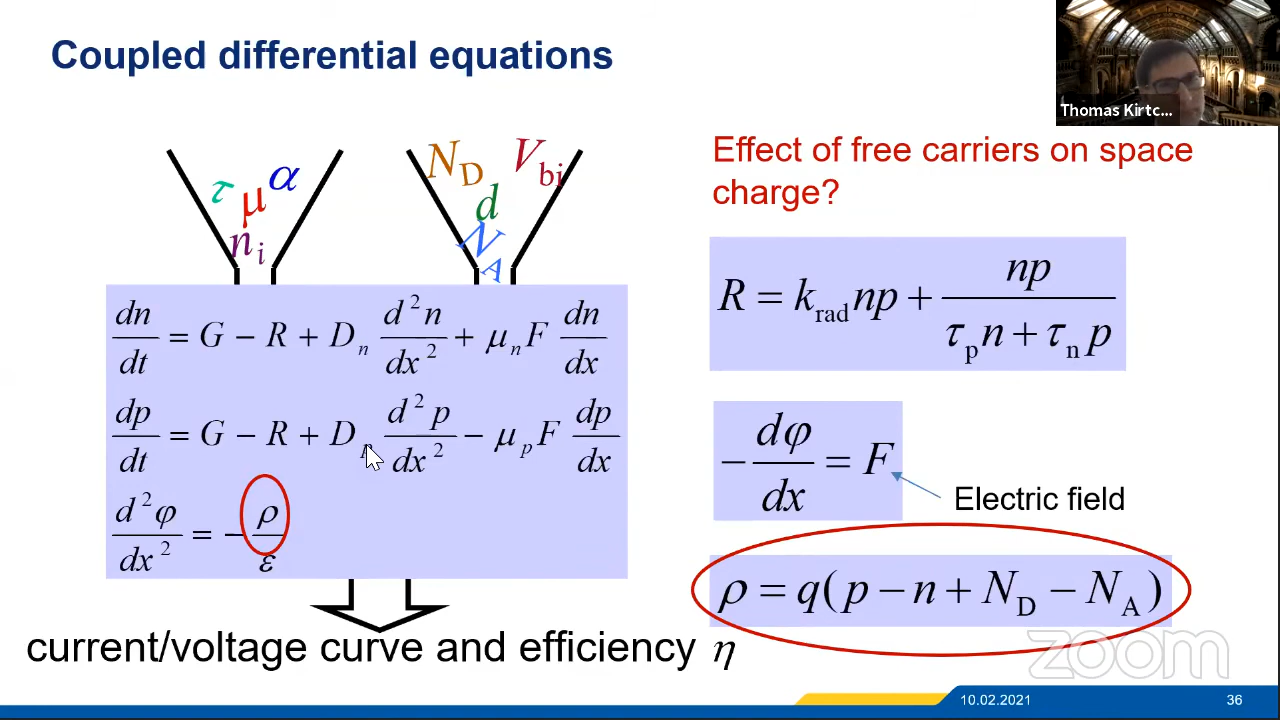 Coupled differential equations
Thomas Kirtc...
τ μ α
n_i
N_D V_bi
d
N_A
dn/dt = G − R + D_n d²n/dx² + μ_n F dn/dx
dp/dt = G − R + D_p d²p/dx² − μ_p F dp/dx
d²φ/dx² = − ρ/ε
current/voltage curve and efficiency η
Effect of free carriers on space
charge?
R = k_rad np + np/(τ_p n + τ_n p)
− dφ/dx = F
Electric field
ρ = q(p − n + N_D − N_A)
zoom
10.02.2021
36